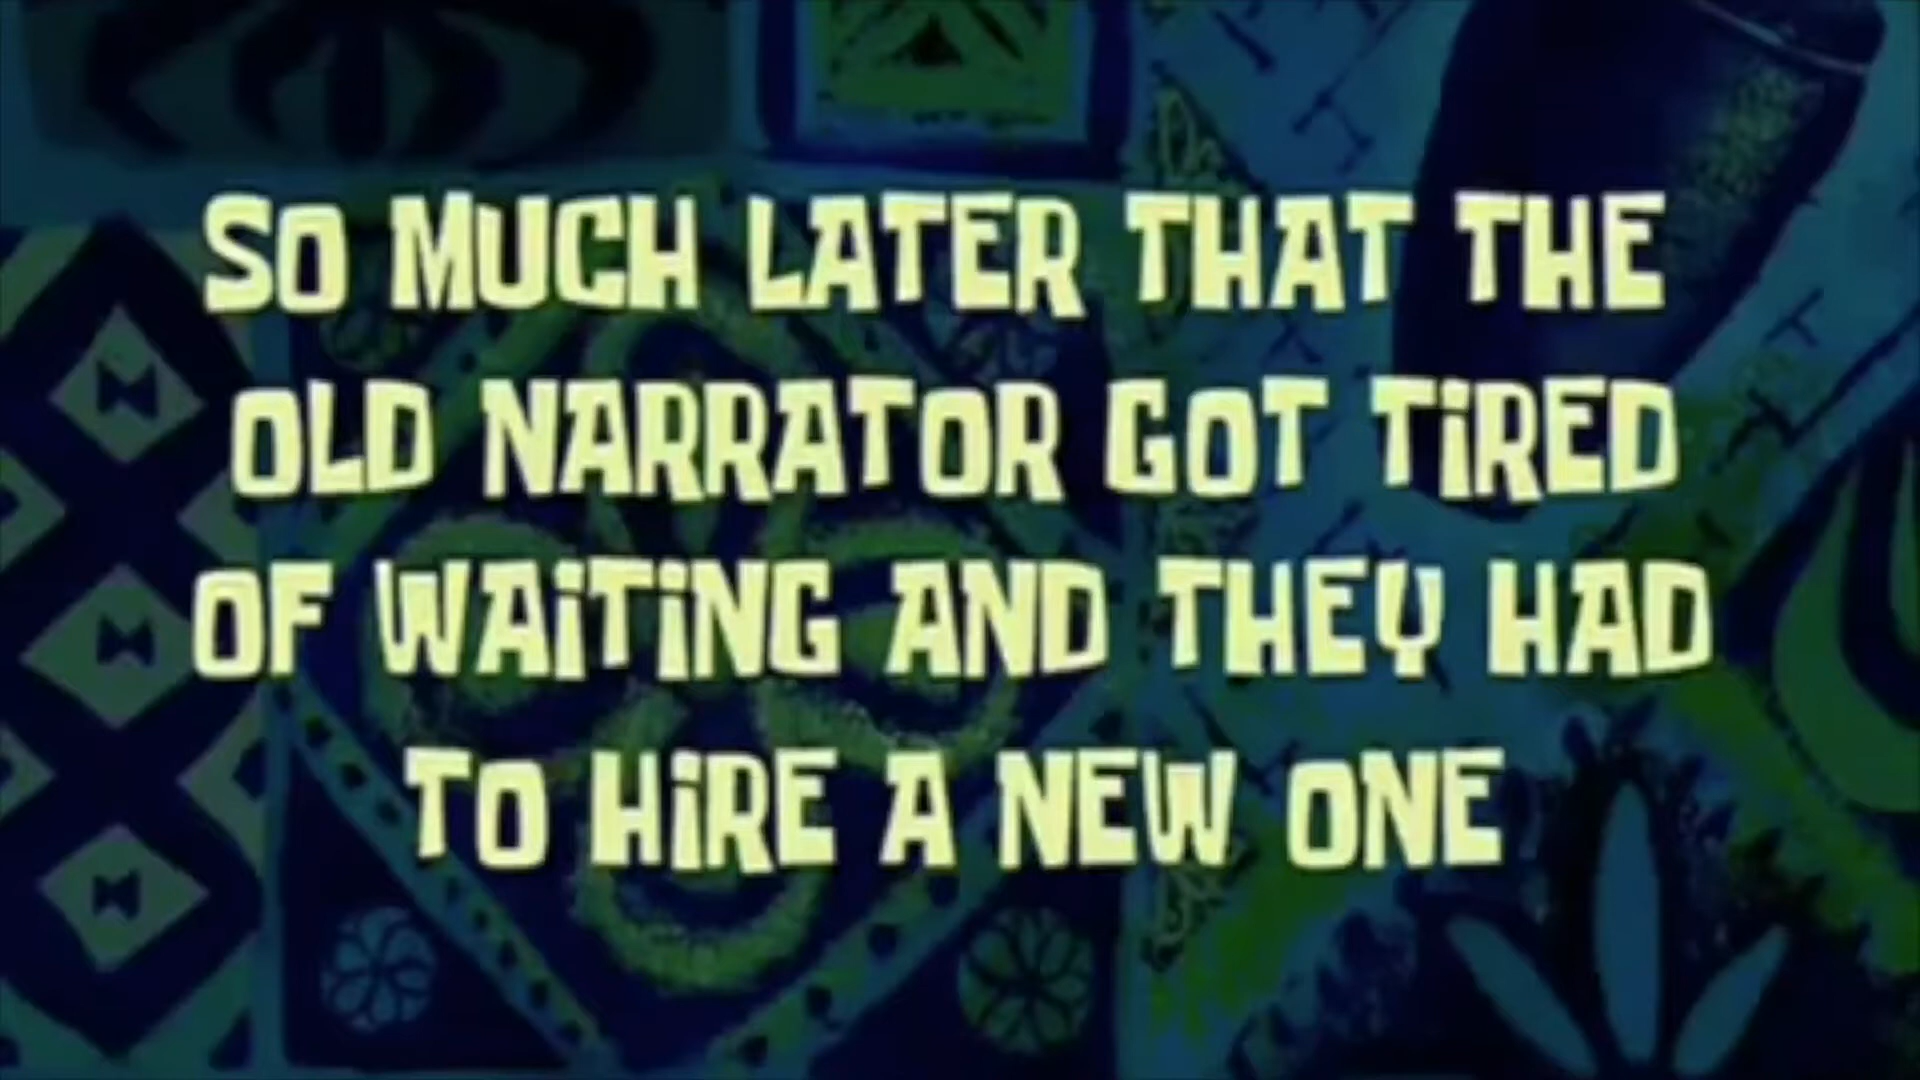 SO MUCH LATER THAT THE
OLD NARRATOR GOT TiRED
OF WAiTiNG AND THEY HAD
TO HiRE A NEW ONE